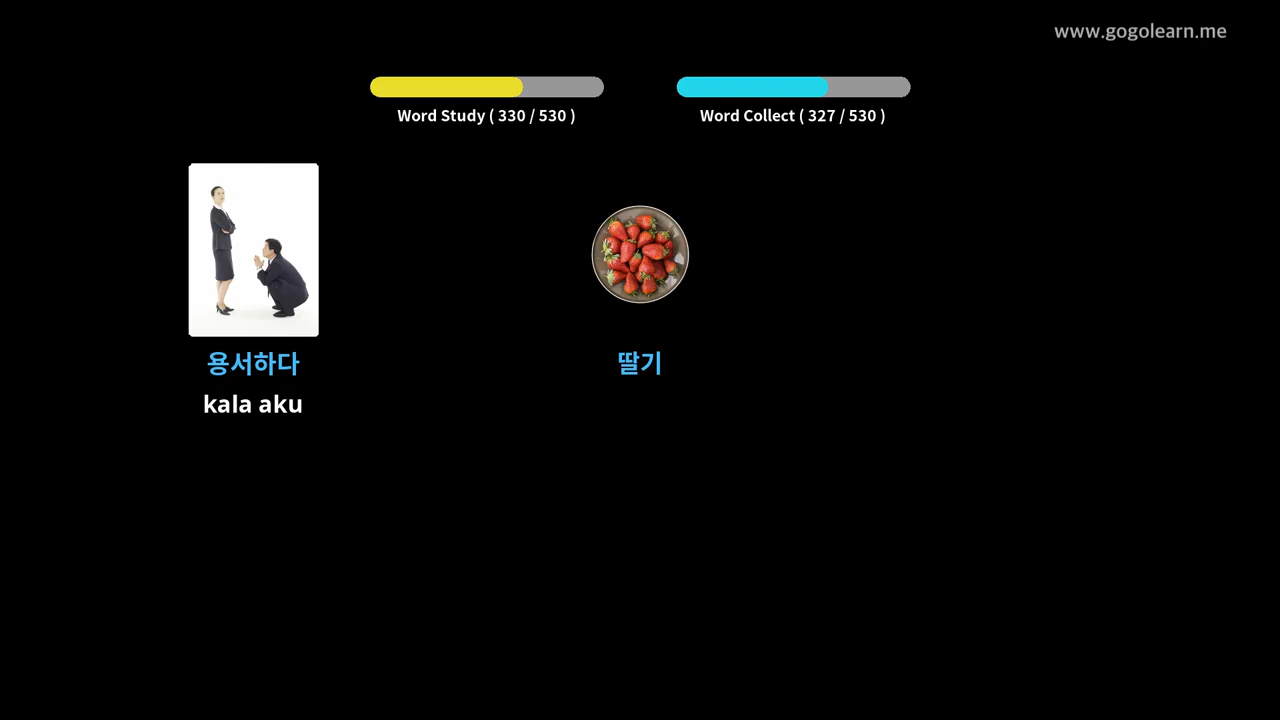 www.gogolearn.me
Word Study ( 330 / 530 )
Word Collect ( 327 / 530 )
용서하다
kala aku
딸기